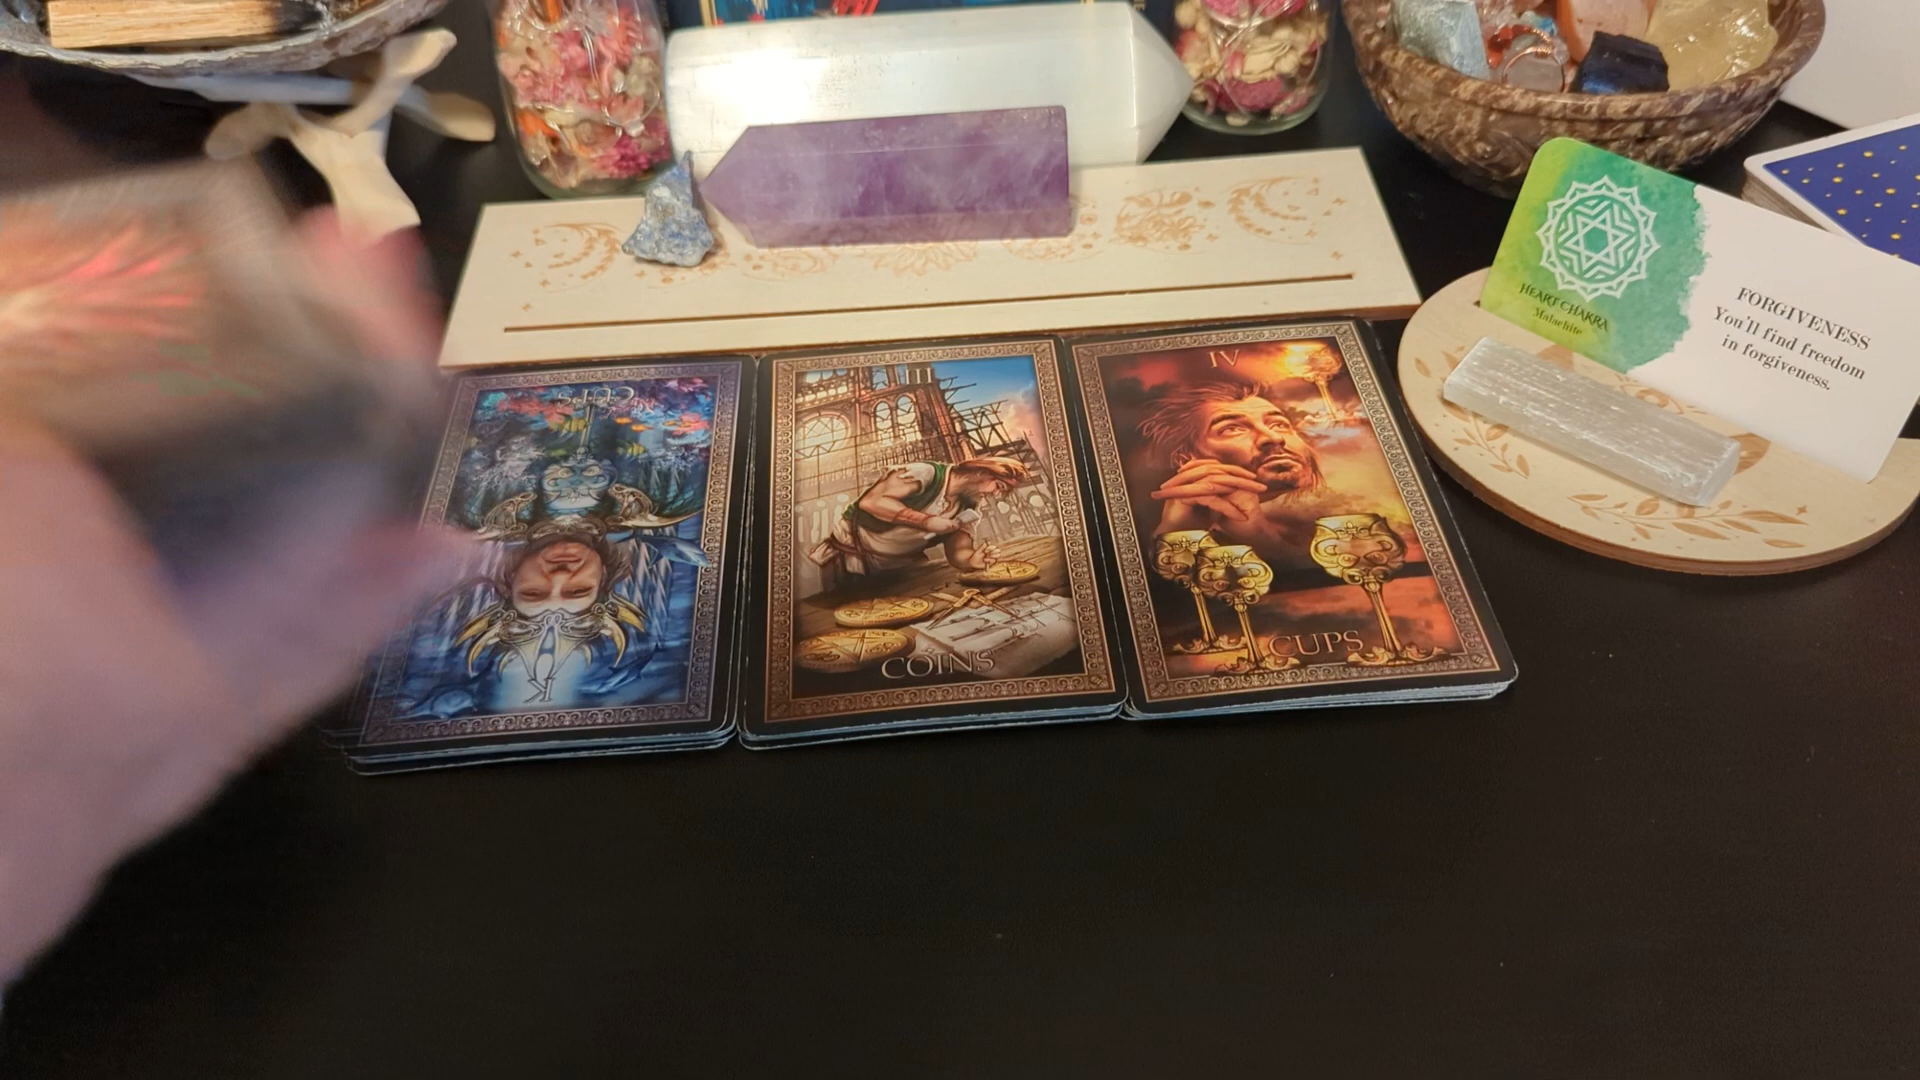 CUPS
K
III
COINS
IV
CUPS
HEART CHAKRA
Malachite
FORGIVENESS
You'll find freedom
in forgiveness.